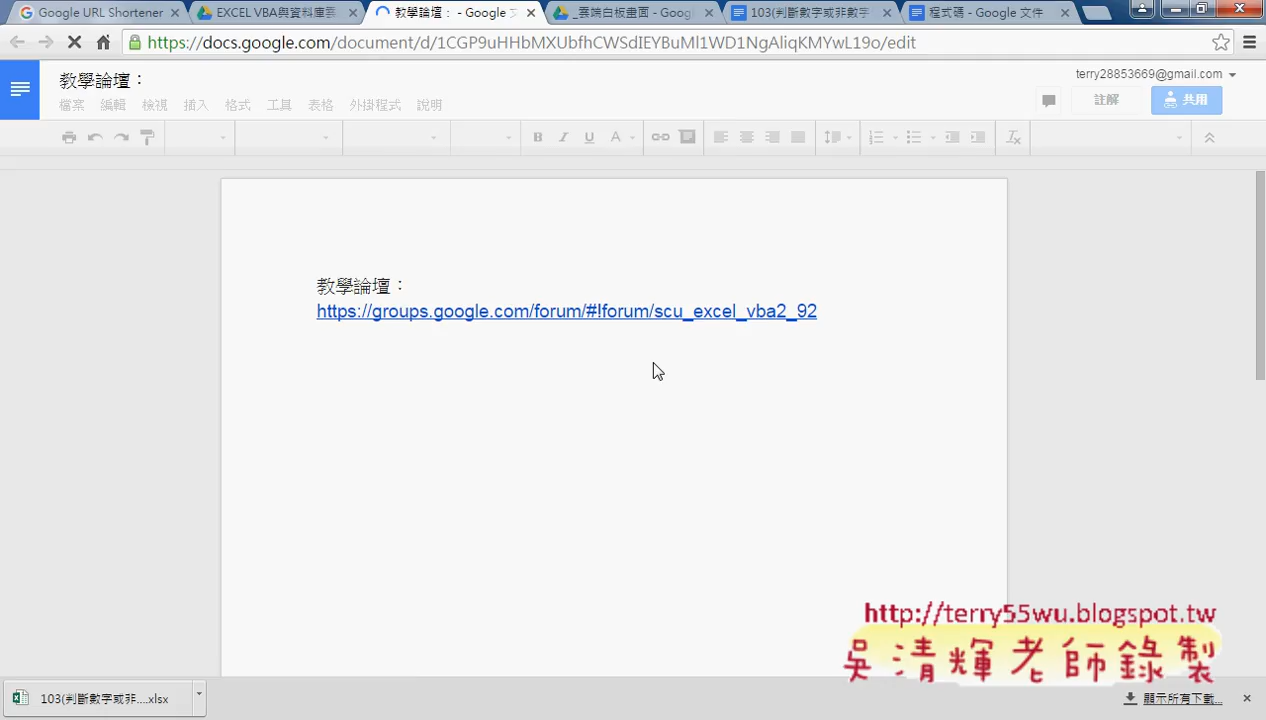 Google URL Shortener
EXCEL VBA與資料庫雲
教學論壇： - Google 文
_雲端白板畫面 - Googl
103(判斷數字或非數字
程式碼 - Google 文件
https://docs.google.com/document/d/1CGP9uHHbMXUbfhCWSdIEYBuMl1WD1NgAliqKMYwL19o/edit
教學論壇：
terry28853669@gmail.com
檔案 編輯 檢視 插入 格式 工具 表格 外掛程式 說明
註解
共用
教學論壇：
https://groups.google.com/forum/#!forum/scu_excel_vba2_92
http://terry55wu.blogspot.tw
吳清輝老師錄製
103(判斷數字或非....xlsx
顯示所有下載...